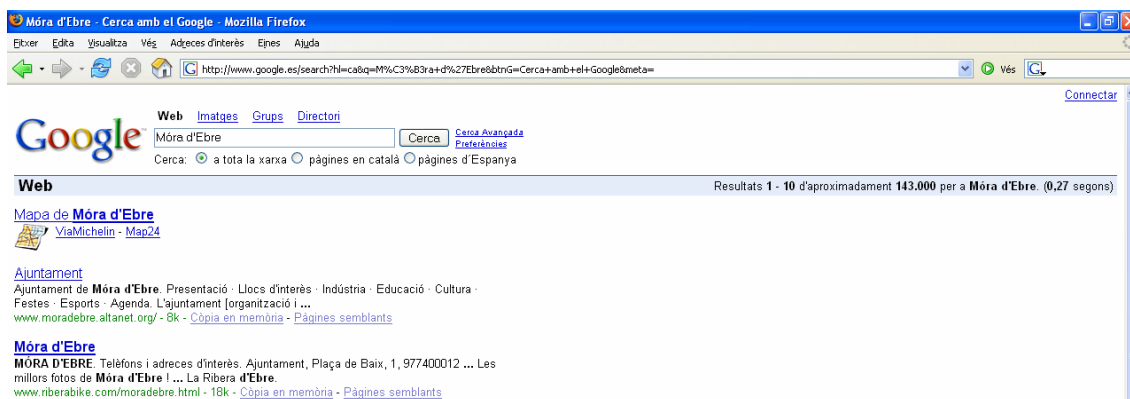 Móra d'Ebre - Cerca amb el Google - Mozilla Firefox
Fitxer Edita Visualitza Vés Adreces d'interès Eines Ajuda
http://www.google.es/search?hl=ca&q=M%C3%B3ra+d%27Ebre&btnG=Cerca+amb+el+Google&meta= Vés
Connectar
Web Imatges Grups Directori
Google Móra d'Ebre Cerca Cerca Avançada
Preferències
Cerca: a tota la xarxa pàgines en català pàgines d'Espanya
Web Resultats 1 - 10 d'aproximadament 143.000 per a Móra d'Ebre. (0,27 segons)
Mapa de Móra d'Ebre
ViaMichelin - Map24
Ajuntament
Ajuntament de Móra d'Ebre. Presentació · Llocs d'interès · Indústria · Educació · Cultura ·
Festes · Esports · Agenda. L'ajuntament [organització i ...
www.moradebre.altanet.org/ - 8k - Còpia en memòria - Pàgines semblants
Móra d'Ebre
MÓRA D'EBRE. Telèfons i adreces d'interès. Ajuntament, Plaça de Baix, 1, 977400012 ... Les
millors fotos de Móra d'Ebre ! ... La Ribera d'Ebre.
www.riberabike.com/moradebre.html - 18k - Còpia en memòria - Pàgines semblants